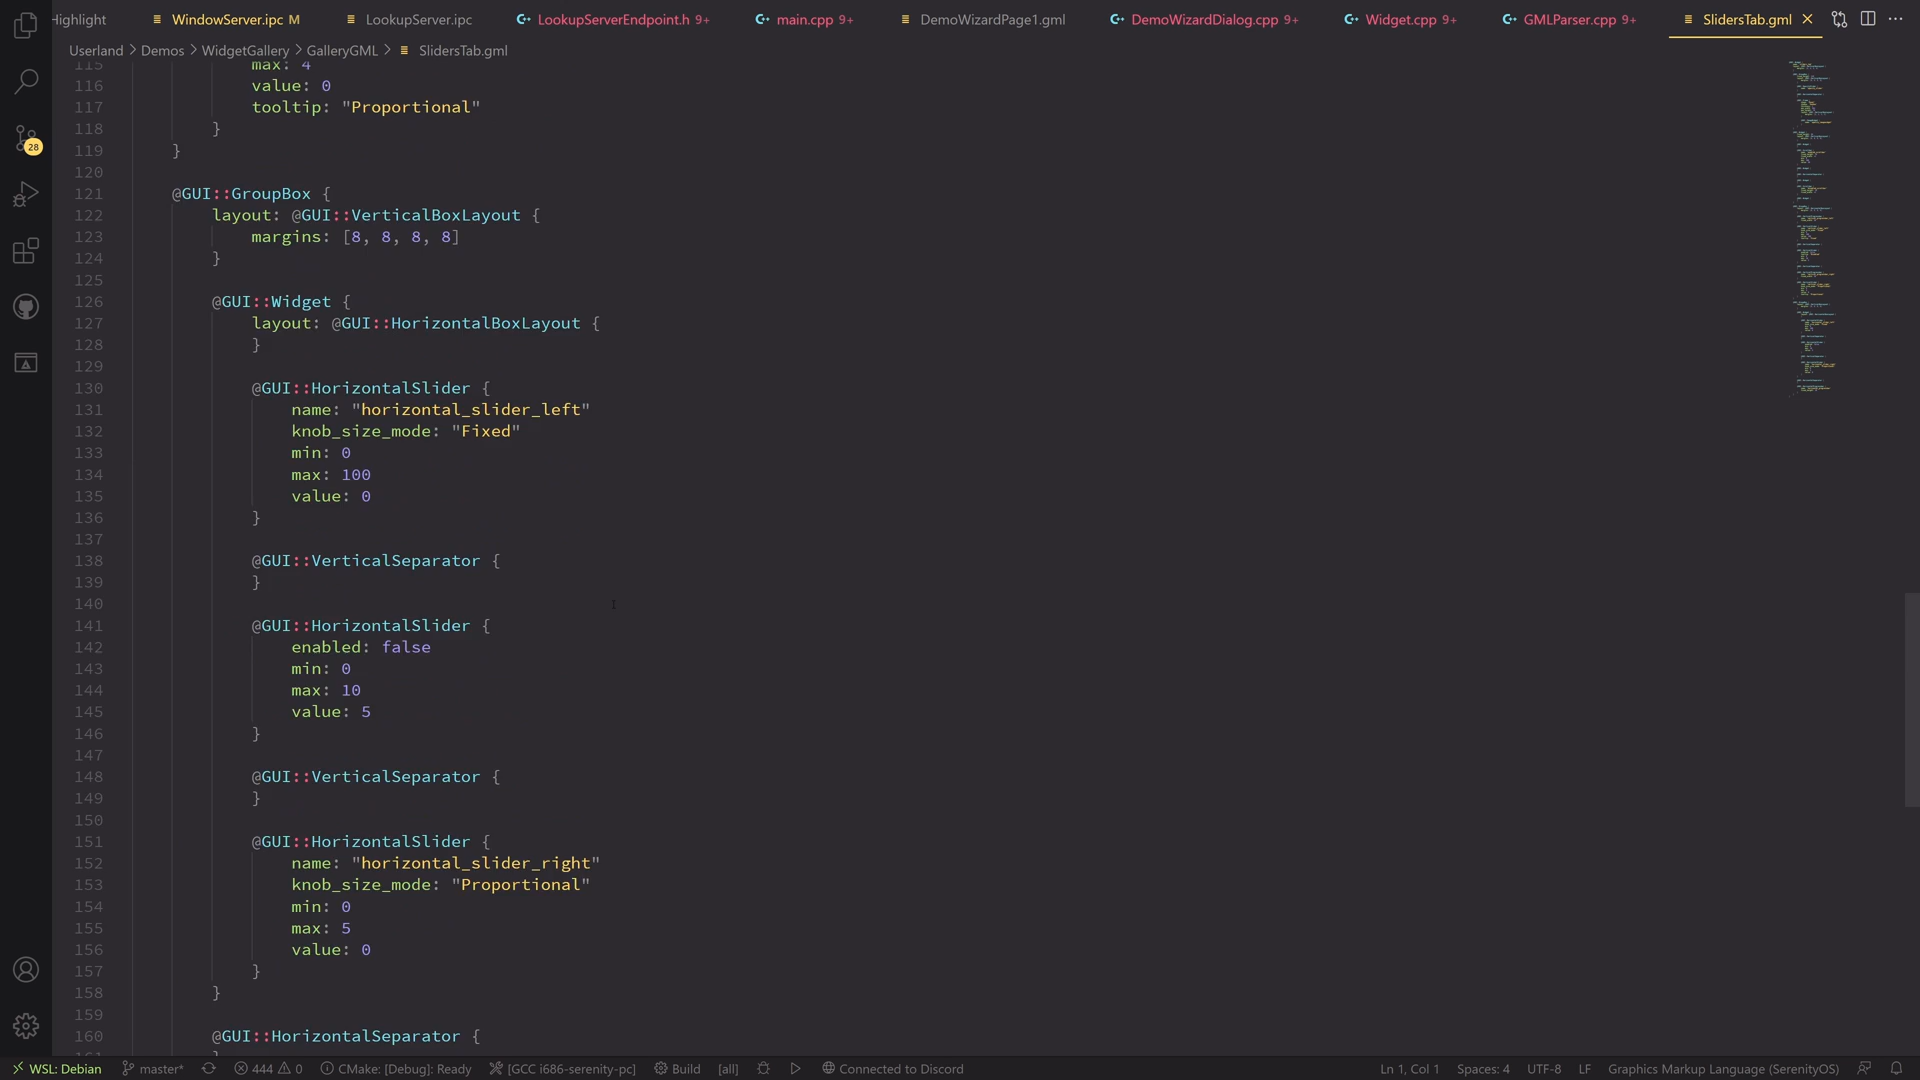 Highlight WindowServer.ipc M LookupServer.ipc LookupServerEndpoint.h 9+ main.cpp 9+ DemoWizardPage1.gml DemoWizardDialog.cpp 9+ Widget.cpp 9+ GMLParser.cpp 9+ SlidersTab.gml
Userland > Demos > WidgetGallery > GalleryGML > SlidersTab.gml
115 max: 4
116 value: 0
117 tooltip: "Proportional"
118 }
119 }
120
121 @GUI::GroupBox {
122 layout: @GUI::VerticalBoxLayout {
123 margins: [8, 8, 8, 8]
124 }
125
126 @GUI::Widget {
127 layout: @GUI::HorizontalBoxLayout {
128 }
129
130 @GUI::HorizontalSlider {
131 name: "horizontal_slider_left"
132 knob_size_mode: "Fixed"
133 min: 0
134 max: 100
135 value: 0
136 }
137
138 @GUI::VerticalSeparator {
139 }
140
141 @GUI::HorizontalSlider {
142 enabled: false
143 min: 0
144 max: 10
145 value: 5
146 }
147
148 @GUI::VerticalSeparator {
149 }
150
151 @GUI::HorizontalSlider {
152 name: "horizontal_slider_right"
153 knob_size_mode: "Proportional"
154 min: 0
155 max: 5
156 value: 0
157 }
158 }
159
160 @GUI::HorizontalSeparator {
28
WSL: Debian master* 444 0 CMake: [Debug]: Ready [GCC i686-serenity-pc] Build [all] Connected to Discord Ln 1, Col 1 Spaces: 4 UTF-8 LF Graphics Markup Language (SerenityOS)